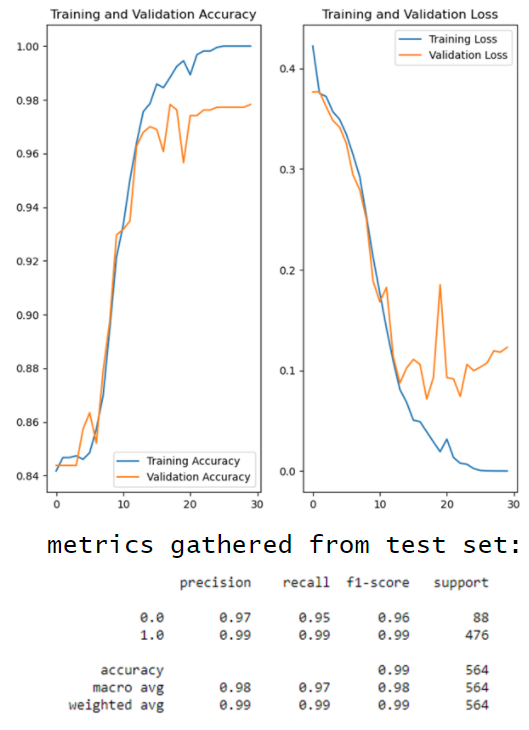 Training and Validation Accuracy
1.00
0.98
0.96
0.94
0.92
0.90
0.88
0.86
0.84
0
10
20
30
Training Accuracy
Validation Accuracy
Training and Validation Loss
0.4
0.3
0.2
0.1
0.0
0
10
20
30
Training Loss
Validation Loss
metrics gathered from test set:
precision recall f1-score support
0.0 0.97 0.95 0.96 88
1.0 0.99 0.99 0.99 476
accuracy 0.99 564
macro avg 0.98 0.97 0.98 564
weighted avg 0.99 0.99 0.99 564